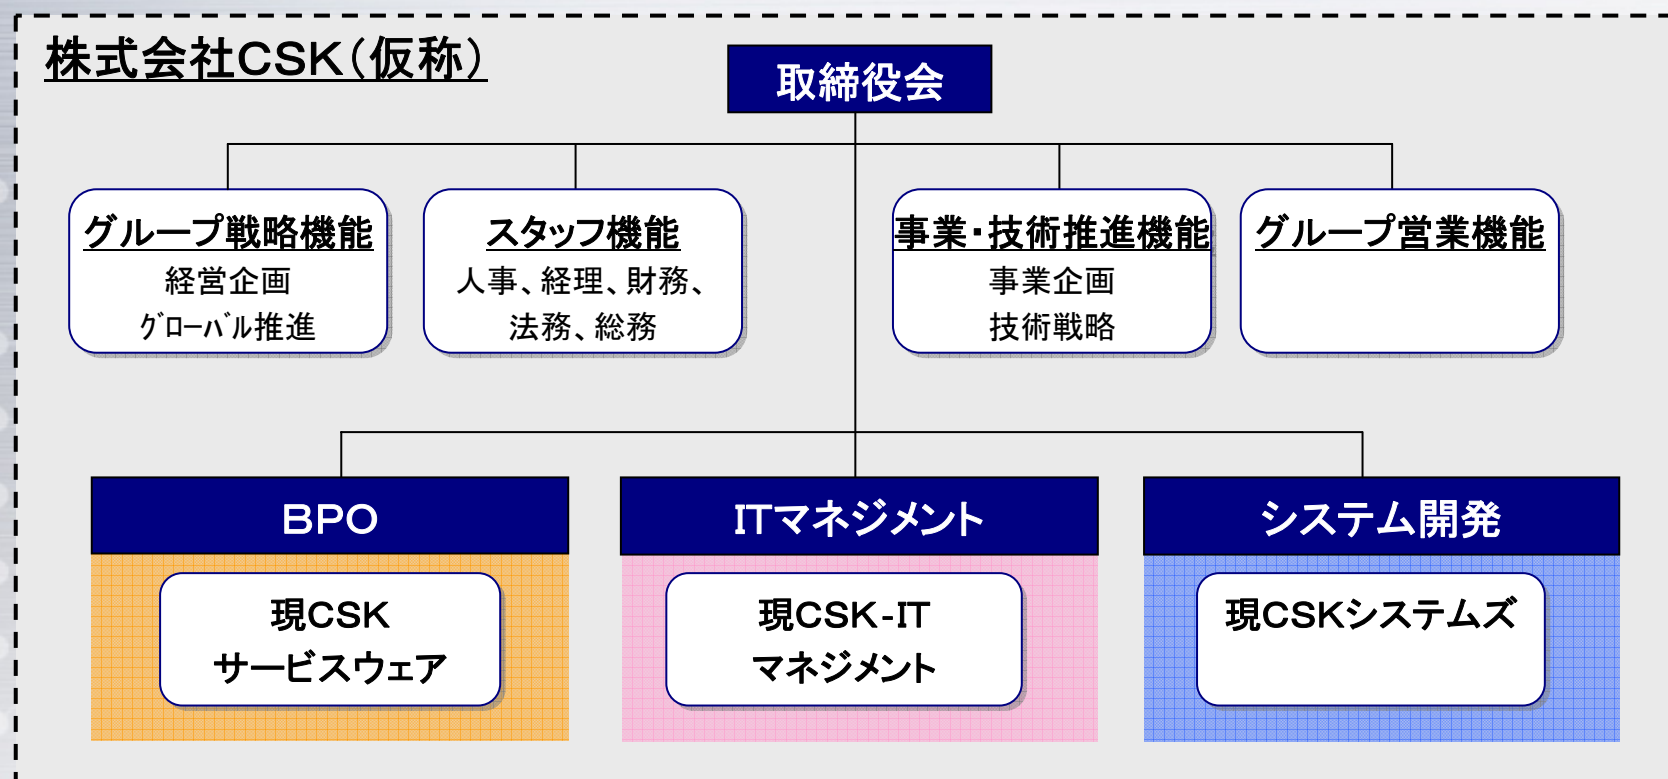 株式会社CSK(仮称)
取締役会
グループ戦略機能
経営企画
グローバル推進
スタッフ機能
人事、経理、財務、
法務、総務
事業・技術推進機能
事業企画
技術戦略
グループ営業機能
BPO
現CSK
サービスウェア
ITマネジメント
現CSK-IT
マネジメント
システム開発
現CSKシステムズ